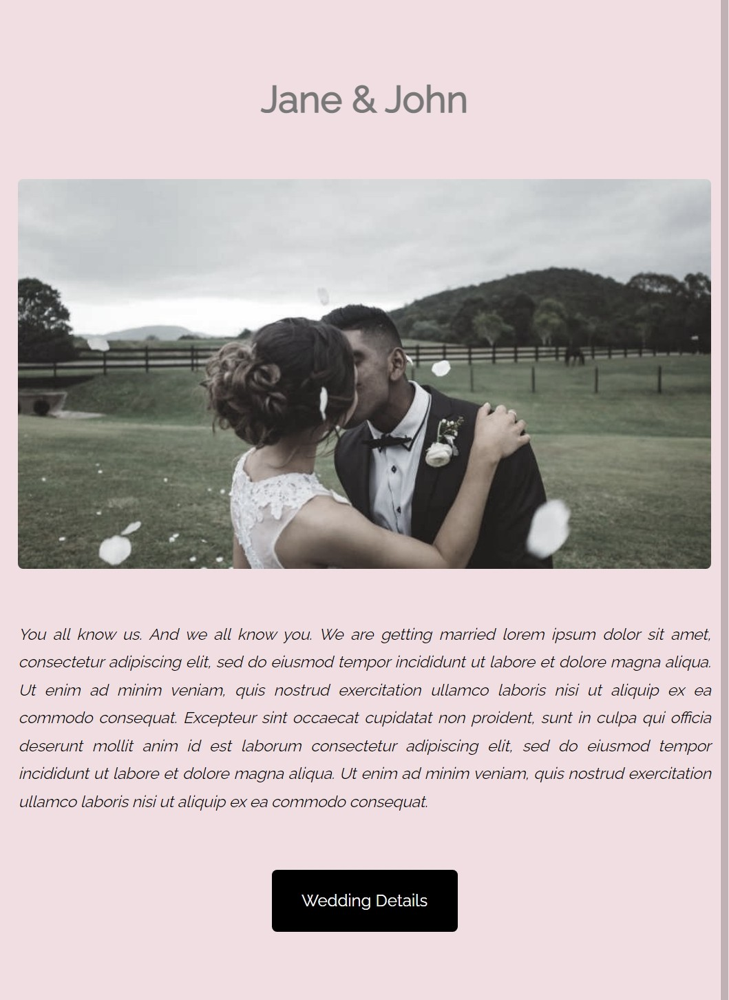 Jane & John
You all know us. And we all know you. We are getting married lorem ipsum dolor sit amet,
consectetur adipiscing elit, sed do eiusmod tempor incididunt ut labore et dolore magna aliqua.
Ut enim ad minim veniam, quis nostrud exercitation ullamco laboris nisi ut aliquip ex ea
commodo consequat. Excepteur sint occaecat cupidatat non proident, sunt in culpa qui officia
deserunt mollit anim id est laborum consectetur adipiscing elit, sed do eiusmod tempor
incididunt ut labore et dolore magna aliqua. Ut enim ad minim veniam, quis nostrud exercitation
ullamco laboris nisi ut aliquip ex ea commodo consequat.
Wedding Details